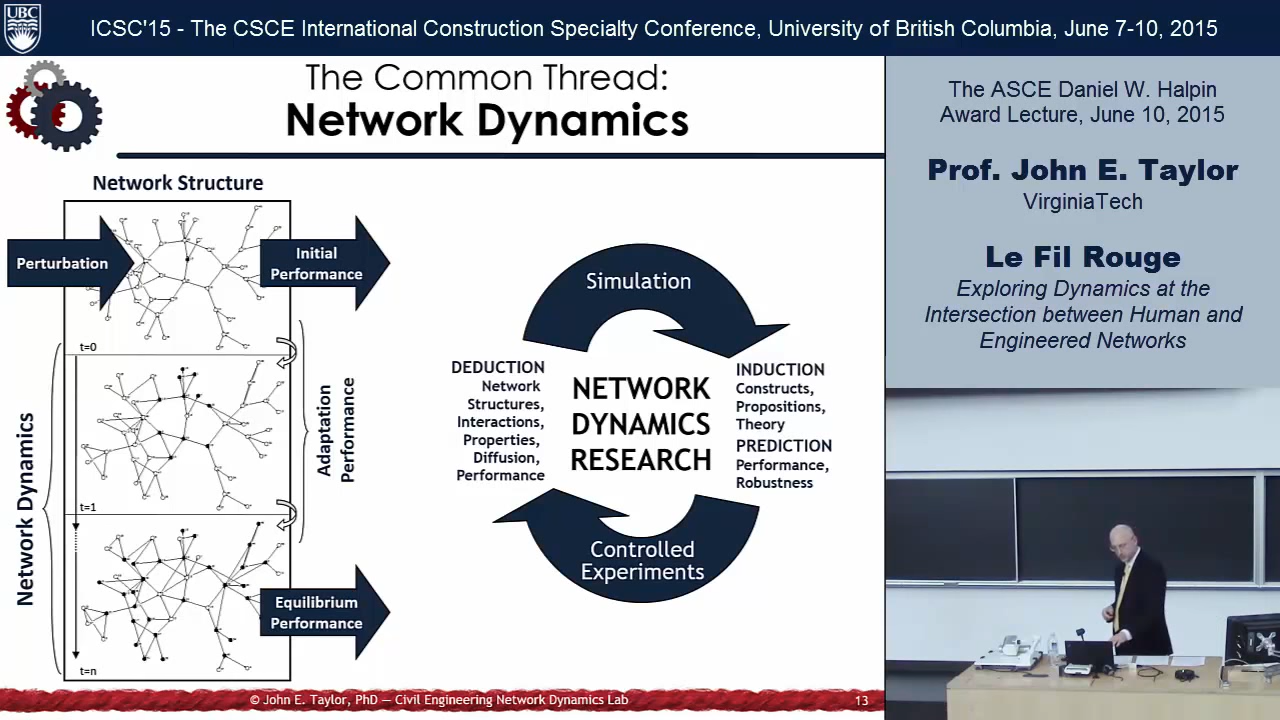 UBC
ICSC'15 - The CSCE International Construction Specialty Conference, University of British Columbia, June 7-10, 2015
The Common Thread:
Network Dynamics
Network Structure
Perturbation
Initial
Performance
t=0
Adaptation
Performance
Network Dynamics
t=1
Equilibrium
Performance
t=n
Simulation
DEDUCTION
Network
Structures,
Interactions,
Properties,
Diffusion,
Performance
NETWORK
DYNAMICS
RESEARCH
INDUCTION
Constructs,
Propositions,
Theory
PREDICTION
Performance,
Robustness
Controlled
Experiments
© John E. Taylor, PhD — Civil Engineering Network Dynamics Lab
13
The ASCE Daniel W. Halpin
Award Lecture, June 10, 2015
Prof. John E. Taylor
VirginiaTech
Le Fil Rouge
Exploring Dynamics at the
Intersection between Human and
Engineered Networks